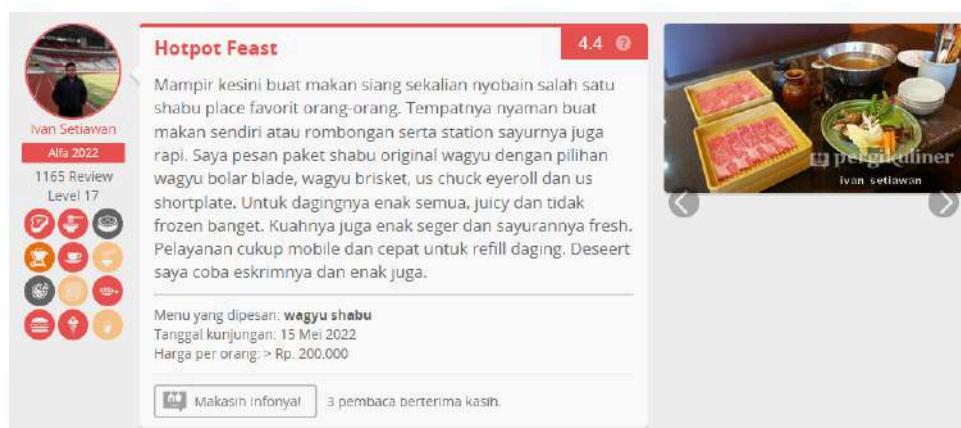 Hotpot Feast
4.4
Mampir kesini buat makan siang sekalian nyobain salah satu
shabu place favorit orang-orang. Tempatnya nyaman buat
makan sendiri atau rombongan serta station sayurnya juga
rapi. Saya pesan paket shabu original wagyu dengan pilihan
wagyu bolar blade, wagyu brisket, us chuck eyeroll dan us
shortplate. Untuk dagingnya enak semua, juicy dan tidak
frozen banget. Kuahnya juga enak seger dan sayurannya fresh.
Pelayanan cukup mobile dan cepat untuk refill daging. Deseert
saya coba eskrimnya dan enak juga.
Menu yang dipesan: wagyu shabu
Tanggal kunjungan: 15 Mei 2022
Harga per orang: > Rp. 200.000
Makasih Infonya!
3 pembaca berterima kasih.
Ivan Setiawan
Alfa 2022
1165 Review
Level 17
pergikuliner
ivan setiawan